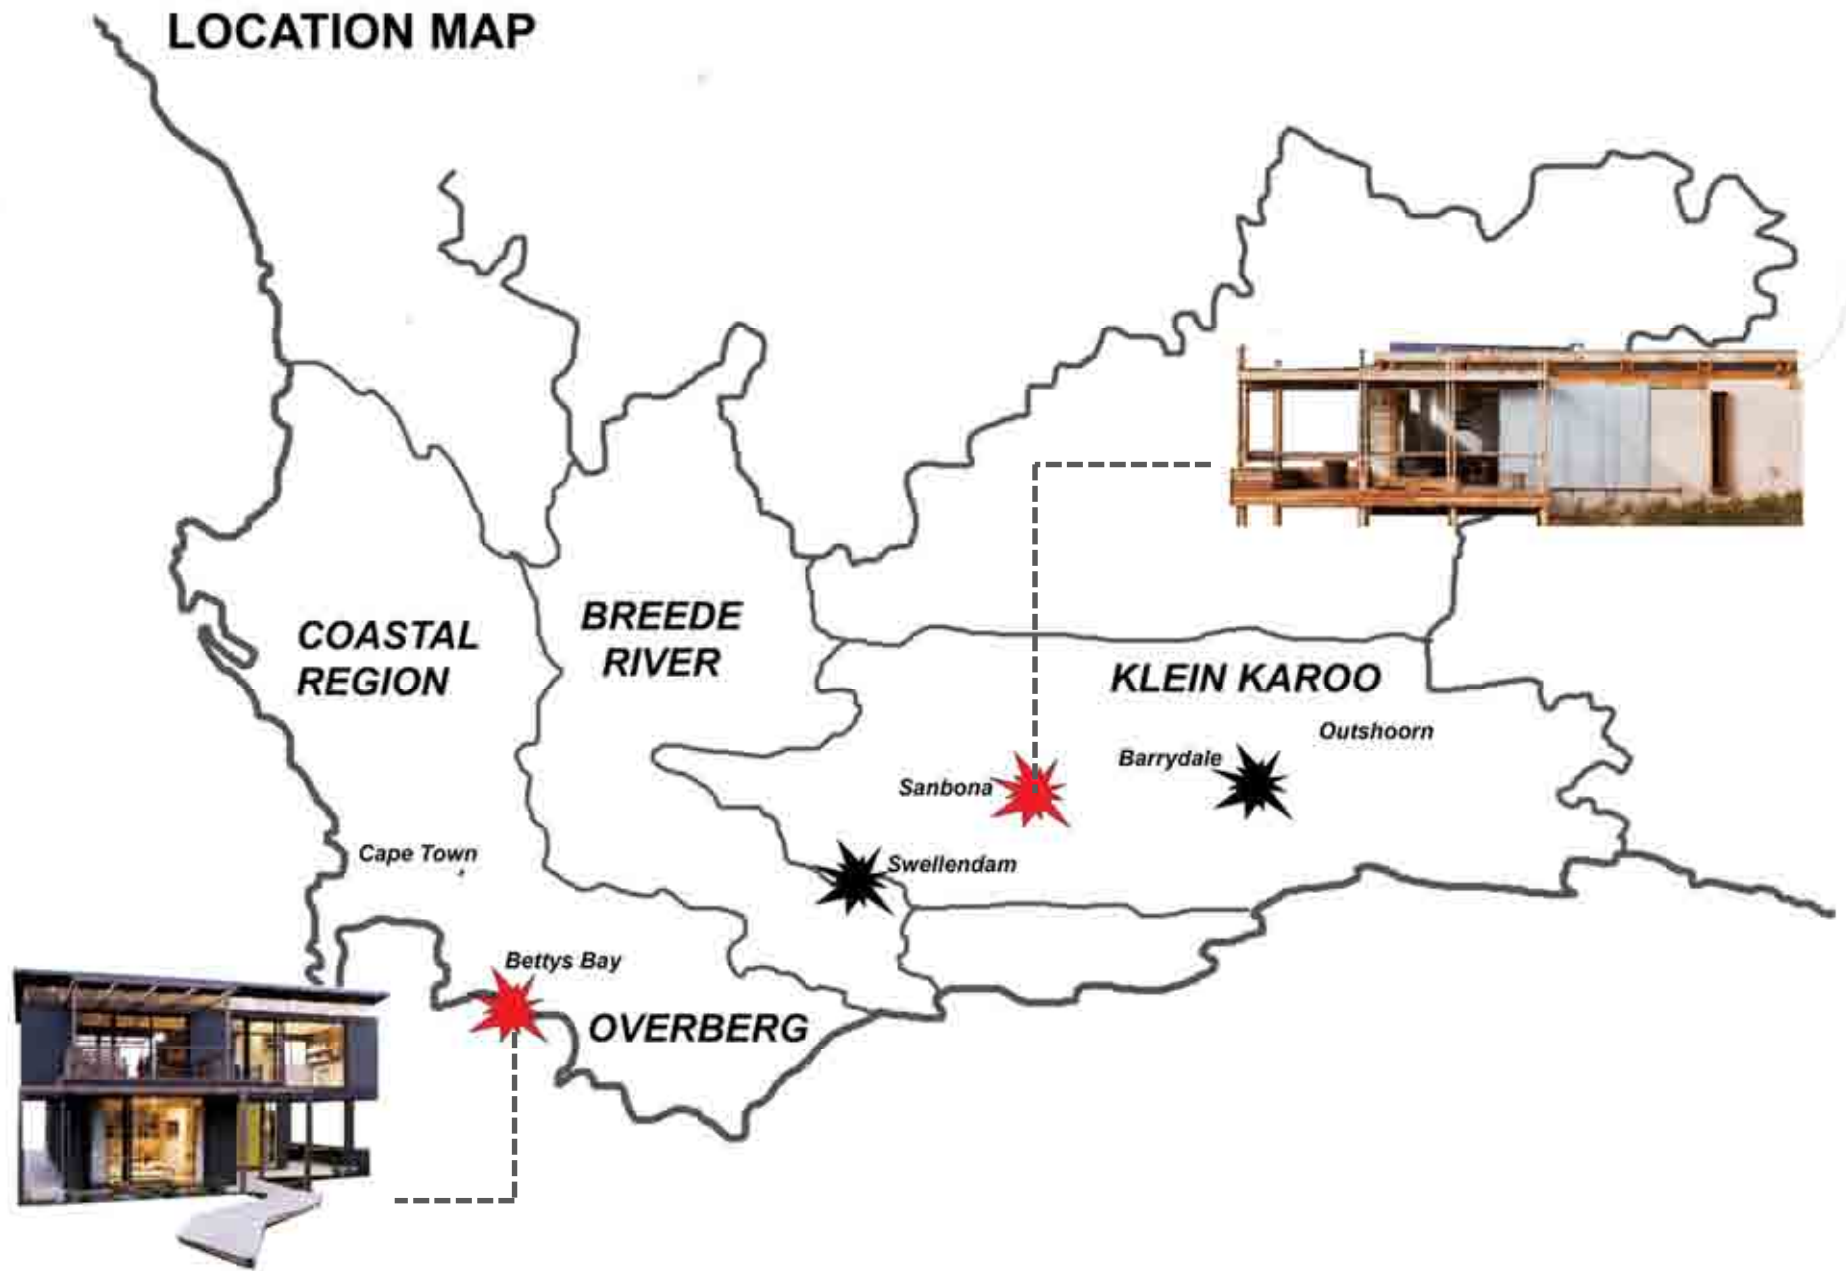 LOCATION MAP
COASTAL
REGION
BREEDE
RIVER
KLEIN KAROO
Outshoorn
Barrydale
Sanbona
Cape Town
Swellendam
Bettys Bay
OVERBERG